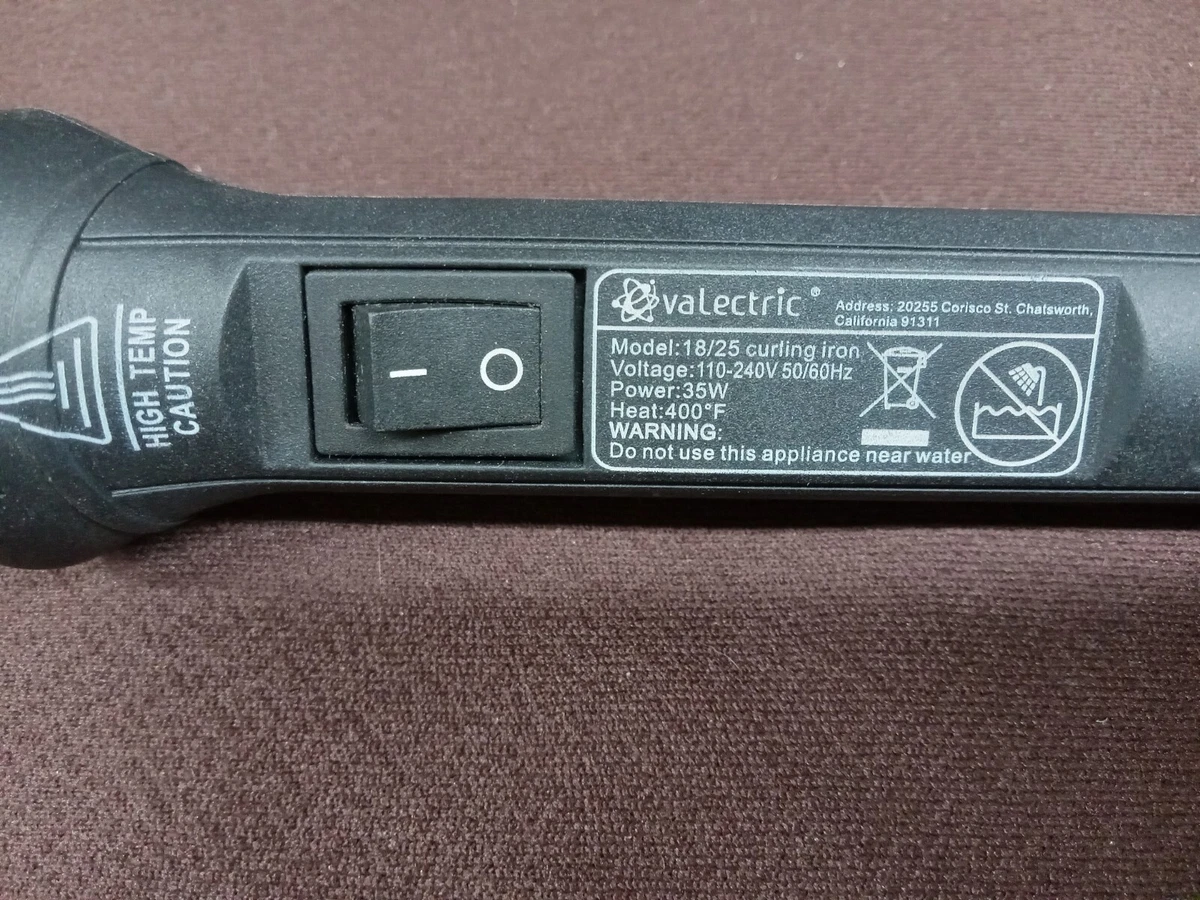 HIGH TEMP
CAUTION
— O
evalectric®
Address: 20255 Corisco St. Chatsworth,
California 91311
Model:18/25 curling iron
Voltage:110-240V 50/60Hz
Power:35W
Heat:400°F
WARNING:
Do not use this appliance near water